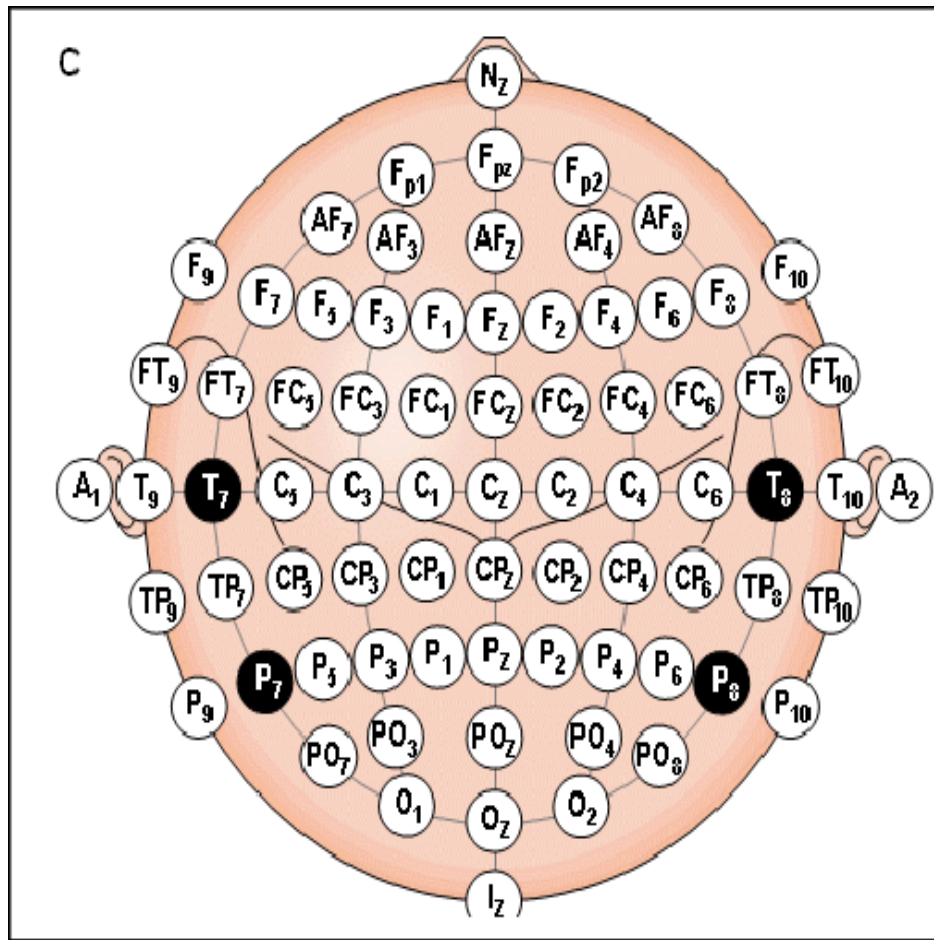 C
Nz
Fp1 Fpz Fp2
AF7 AF3 AFz AF4 AF8
F9 F7 F5 F3 F1 Fz F2 F4 F6 F8 F10
FT9 FT7 FC5 FC3 FC1 FCz FC2 FC4 FC6 FT8 FT10
A1 T9 T7 C5 C3 C1 Cz C2 C4 C6 T8 T10 A2
TP9 TP7 CP5 CP3 CP1 CPz CP2 CP4 CP6 TP8 TP10
P9 P7 P5 P3 P1 Pz P2 P4 P6 P8 P10
PO7 PO3 POz PO4 PO8
O1 Oz O2
Iz